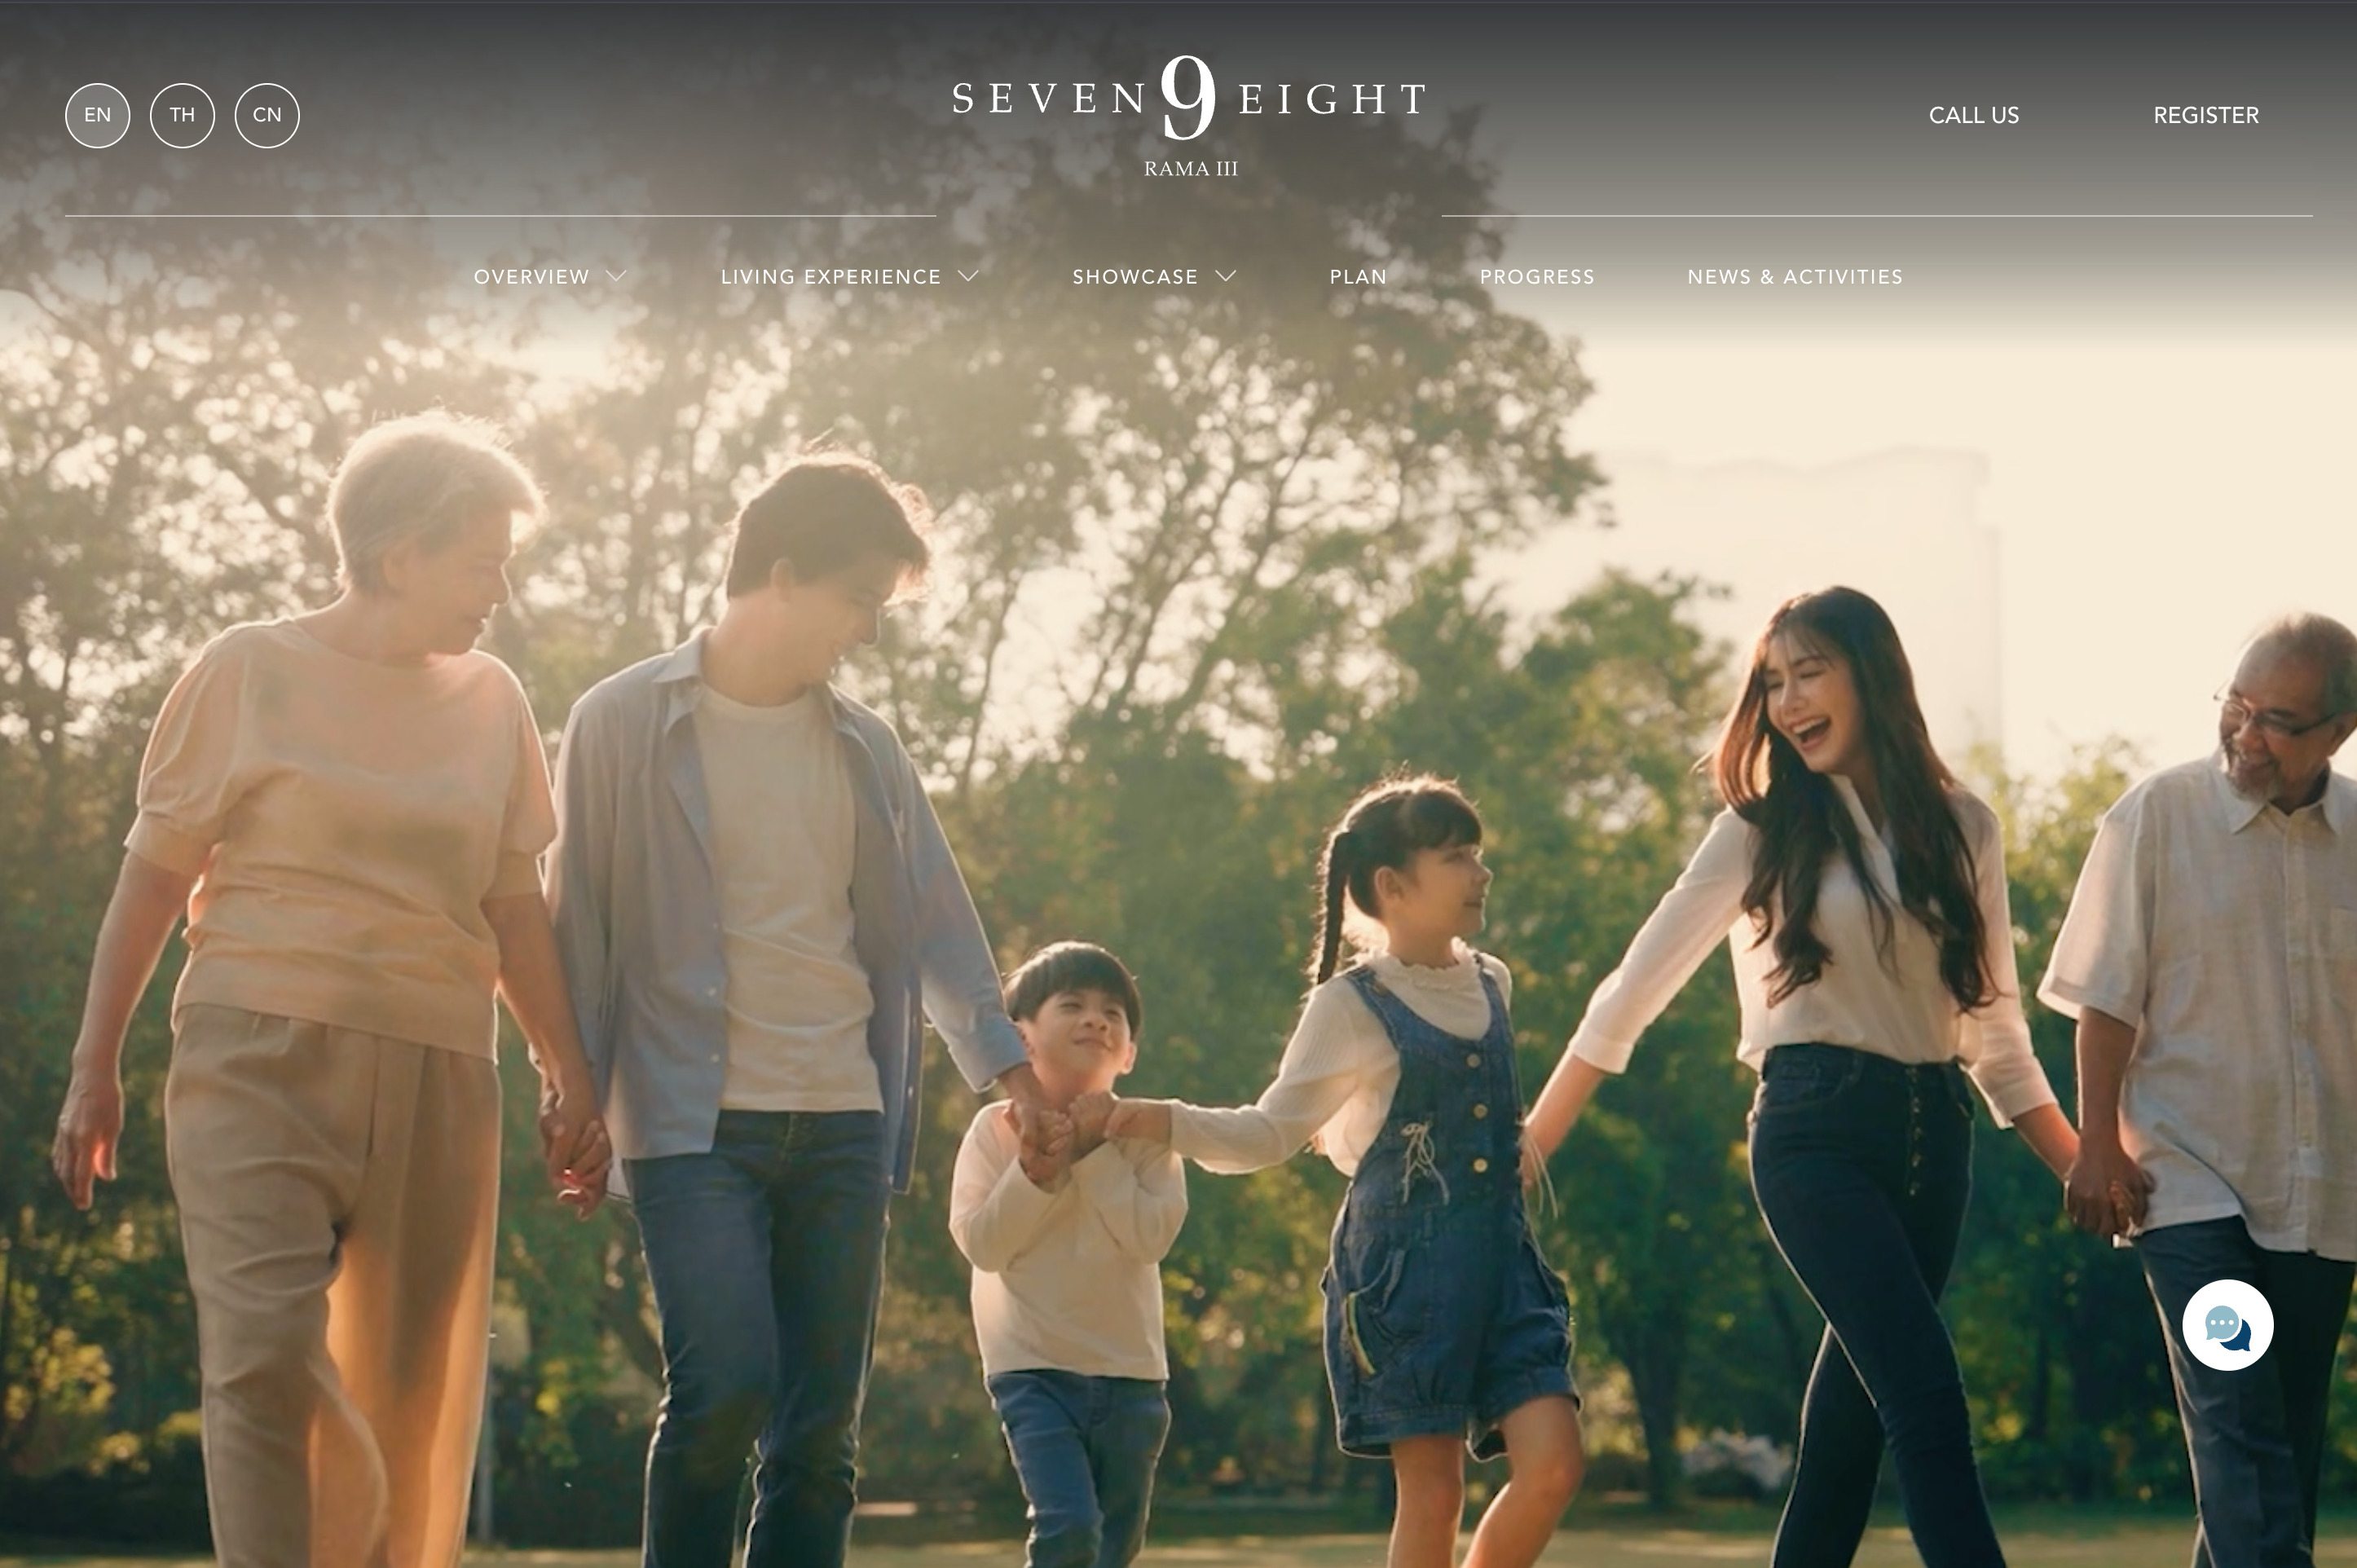 EN TH CN
SEVEN 9 EIGHT
RAMA III
CALL US REGISTER
OVERVIEW LIVING EXPERIENCE SHOWCASE PLAN PROGRESS NEWS & ACTIVITIES